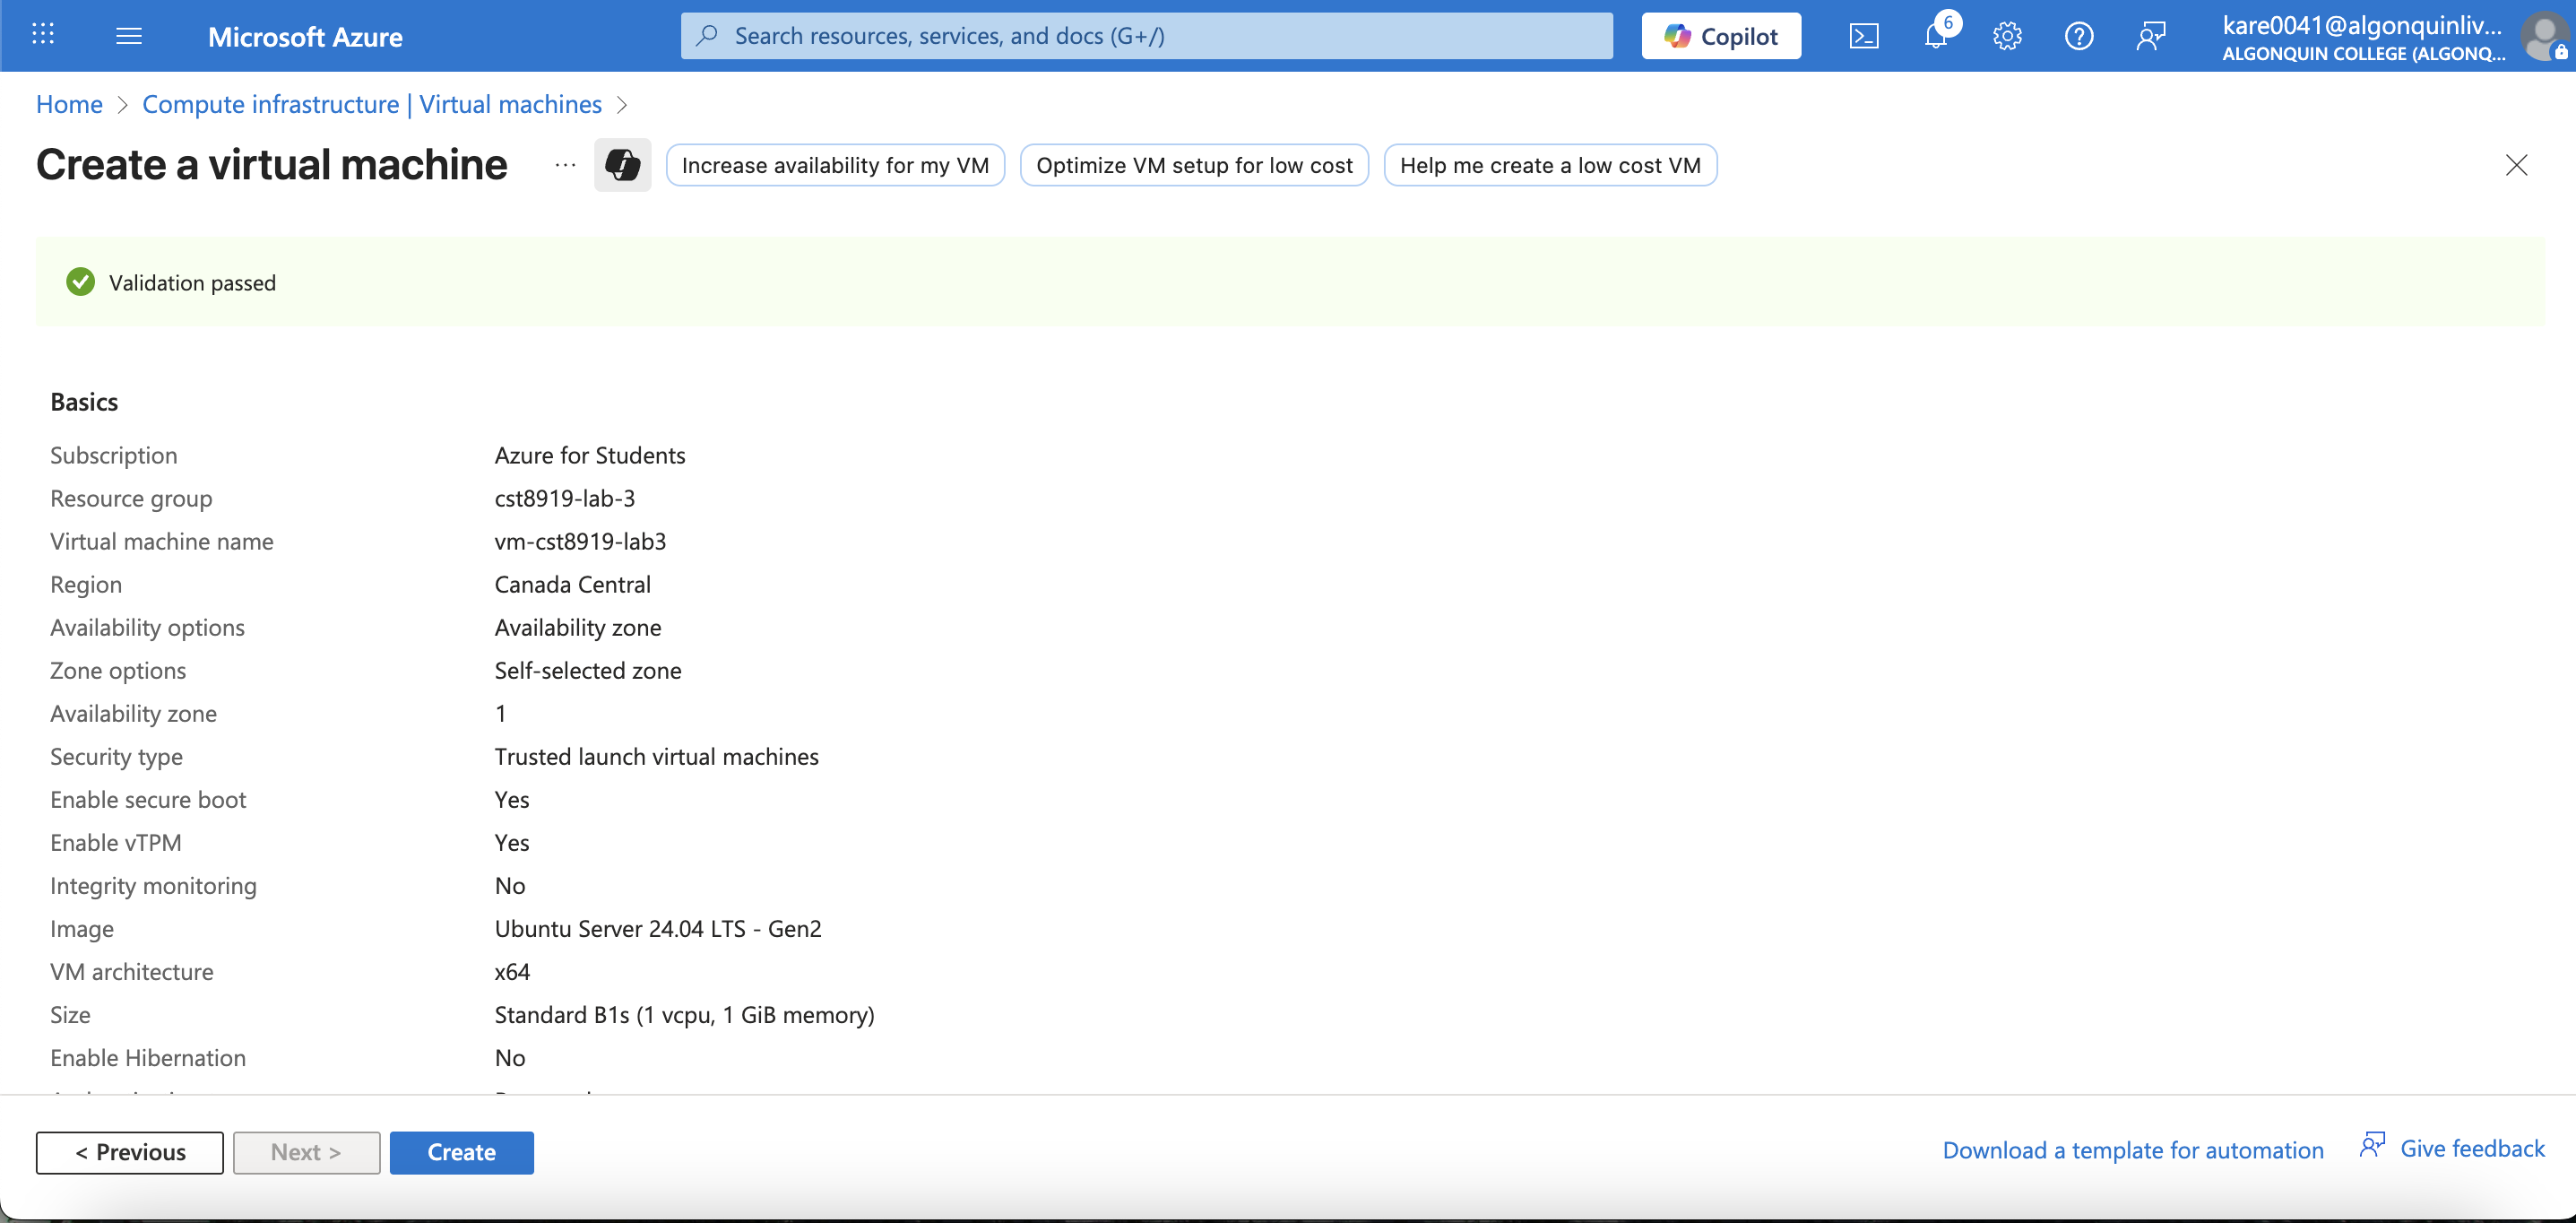 Microsoft Azure
Search resources, services, and docs (G+/)
Copilot
6
kare0041@algonquinliv...
ALGONQUIN COLLEGE (ALGONQ...
Home > Compute infrastructure | Virtual machines >
Create a virtual machine ...
Increase availability for my VM
Optimize VM setup for low cost
Help me create a low cost VM
Validation passed
Basics
Subscription Azure for Students
Resource group cst8919-lab-3
Virtual machine name vm-cst8919-lab3
Region Canada Central
Availability options Availability zone
Zone options Self-selected zone
Availability zone 1
Security type Trusted launch virtual machines
Enable secure boot Yes
Enable vTPM Yes
Integrity monitoring No
Image Ubuntu Server 24.04 LTS - Gen2
VM architecture x64
Size Standard B1s (1 vcpu, 1 GiB memory)
Enable Hibernation No
< Previous
Next >
Create
Download a template for automation
Give feedback